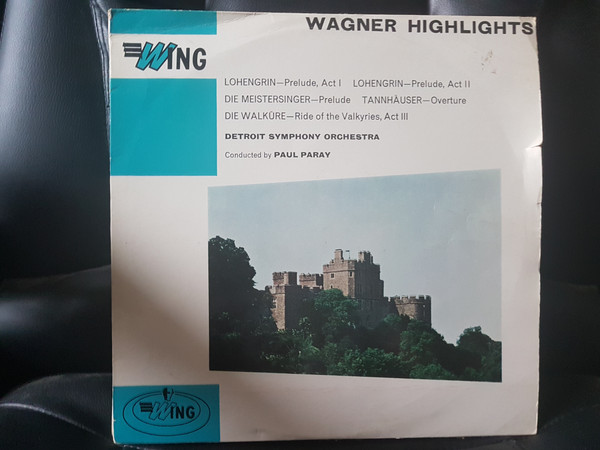 WAGNER HIGHLIGHTS
WING
LOHENGRIN—Prelude, Act I LOHENGRIN—Prelude, Act II
DIE MEISTERSINGER—Prelude TANNHÄUSER—Overture
DIE WALKÜRE—Ride of the Valkyries, Act III
DETROIT SYMPHONY ORCHESTRA
Conducted by PAUL PARAY
WING